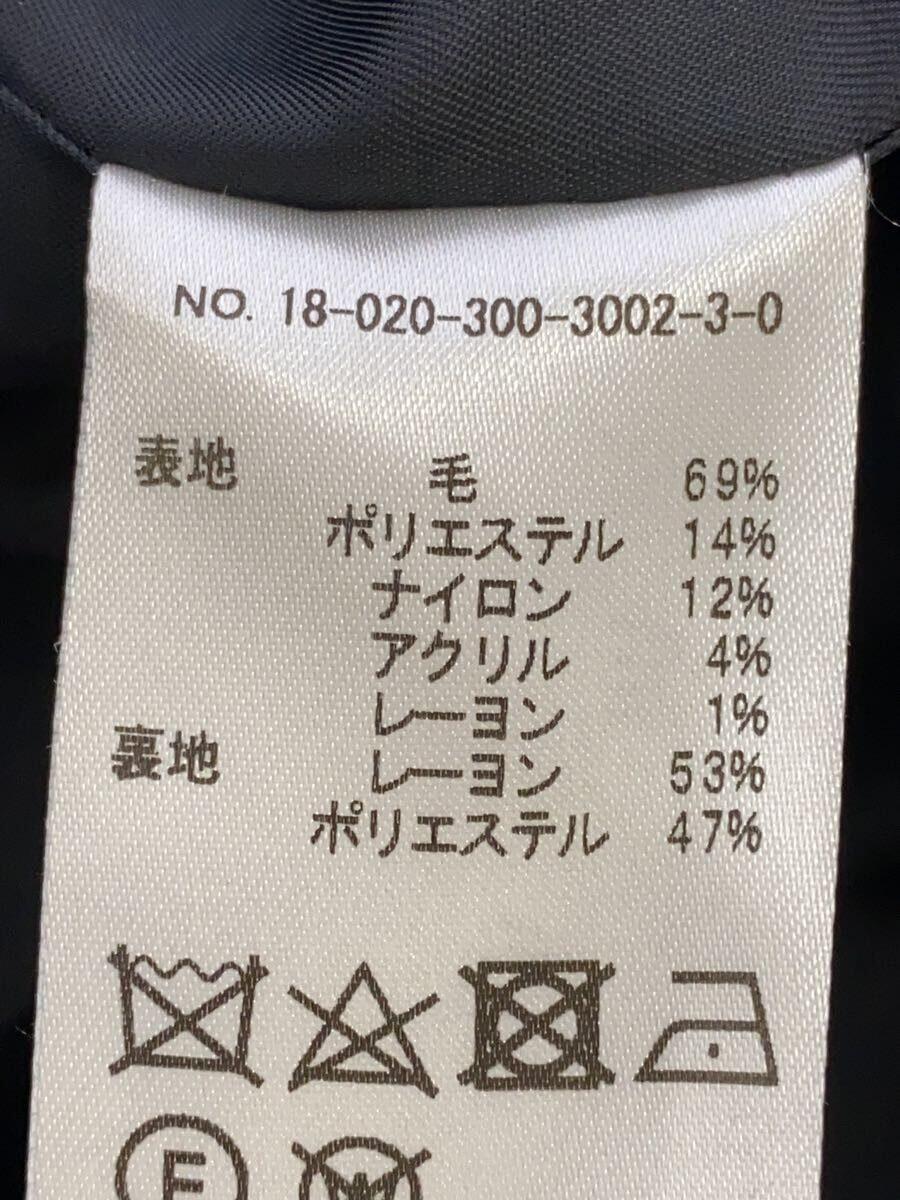 NO. 18-020-300-3002-3-0
表地 毛 69%
ポリエステル 14%
ナイロン 12%
アクリル 4%
レーヨン 1%
裏地 レーヨン 53%
ポリエステル 47%
F
W